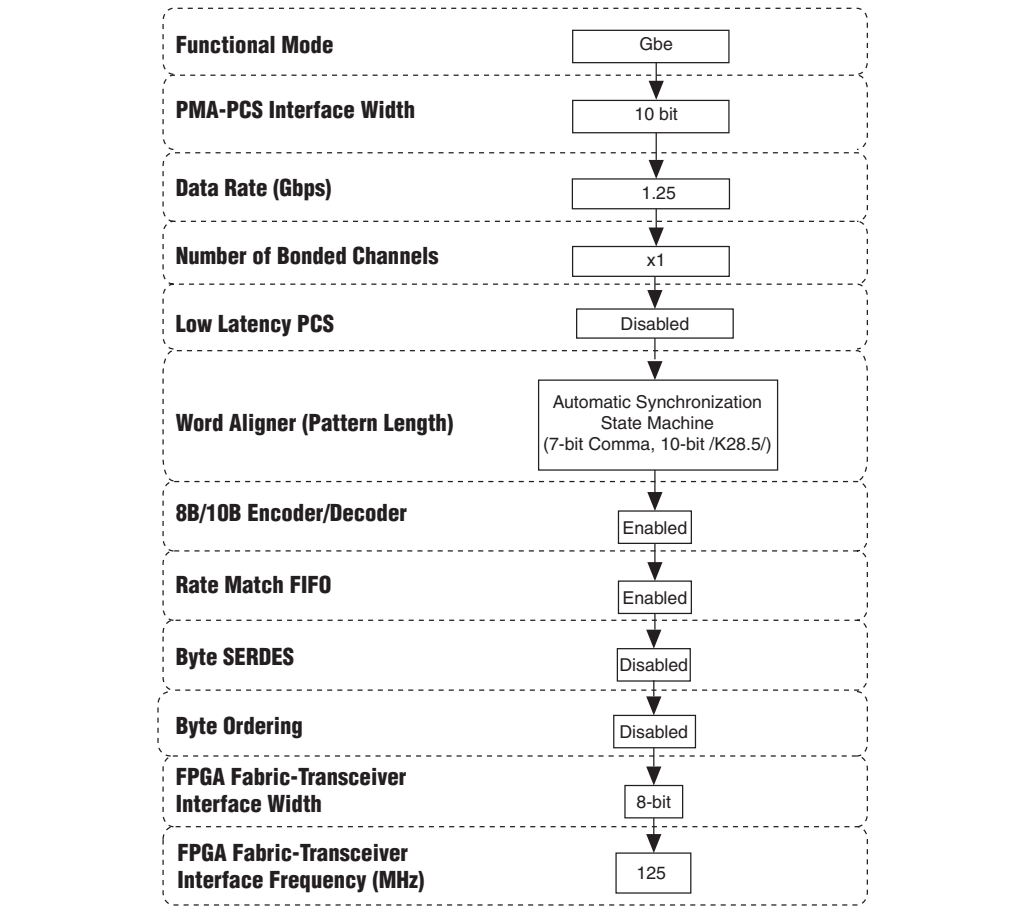 Functional Mode
Gbe
PMA-PCS Interface Width
10 bit
Data Rate (Gbps)
1.25
Number of Bonded Channels
x1
Low Latency PCS
Disabled
Word Aligner (Pattern Length)
Automatic Synchronization
State Machine
(7-bit Comma, 10-bit /K28.5/)
8B/10B Encoder/Decoder
Enabled
Rate Match FIFO
Enabled
Byte SERDES
Disabled
Byte Ordering
Disabled
FPGA Fabric-Transceiver
Interface Width
8-bit
FPGA Fabric-Transceiver
Interface Frequency (MHz)
125